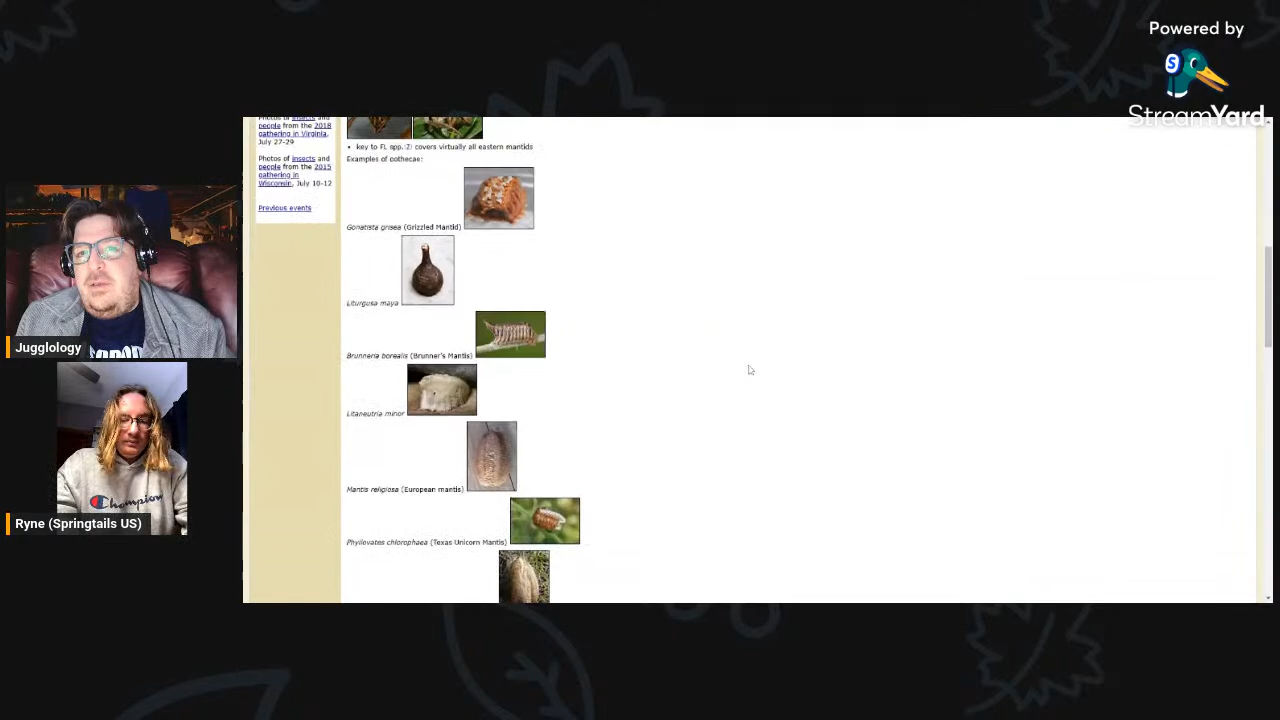 Powered by
StreamYard
Photos of insects and
people from the 2018
gathering in Virginia,
July 27-29
Photos of insects and
people from the 2015
gathering in
Wisconsin, July 10-12
Previous events
• key to FL spp.(2) covers virtually all eastern mantids
Examples of oothecae:
Gonatista grisea (Grizzled Mantid)
Liturgusa maya
Brunneria borealis (Brunner's Mantis)
Litaneutria minor
Mantis religiosa (European mantis)
Phyllovates chlorophaea (Texas Unicorn Mantis)
Jugglology
Champion
Ryne (Springtails US)